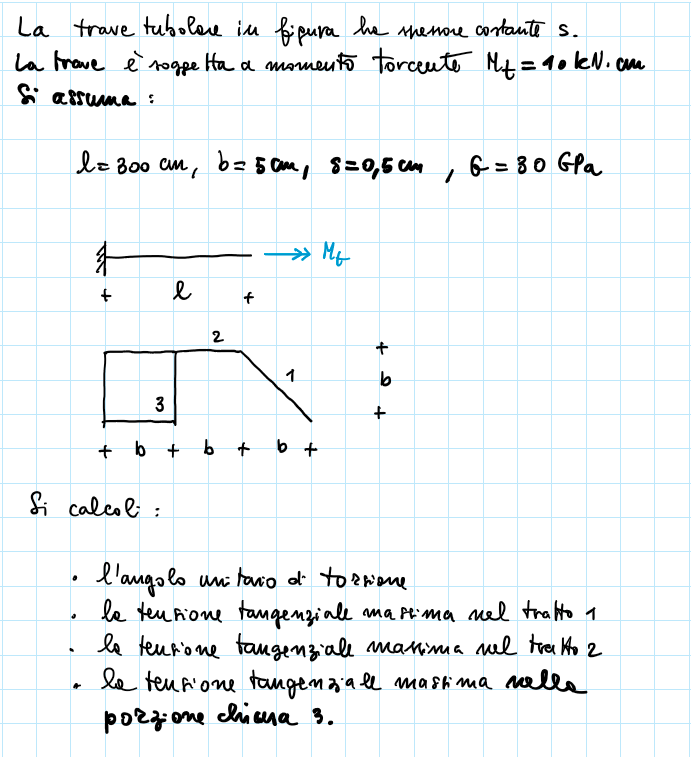 La trave tubolare in figura ha spessore costante s.
La trave è soggetta a momento torcente Mt = 10 kN·cm
Si assuma :
l = 300 cm, b = 5 cm, s = 0,5 cm , G = 80 GPa
Mt
+ l +
2
1
3
+
b
+
+ b + b + b +
Si calcoli :
• l'angolo unitario di torsione
• la tensione tangenziale massima nel tratto 1
• la tensione tangenziale massima nel tratto 2
• la tensione tangenziale massima nella
porzione chiusa 3.